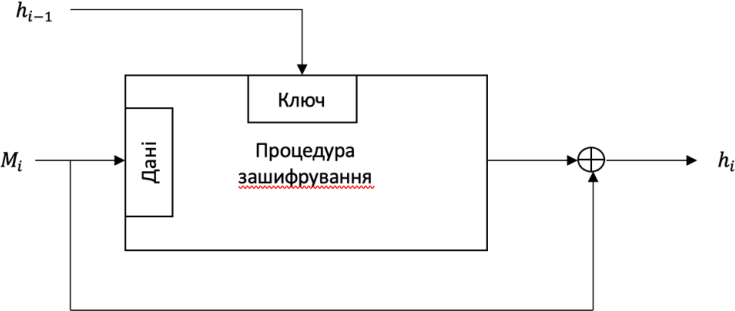 h_{i−1}
Ключ
M_i
Дані
Процедура
зашифрування
h_i